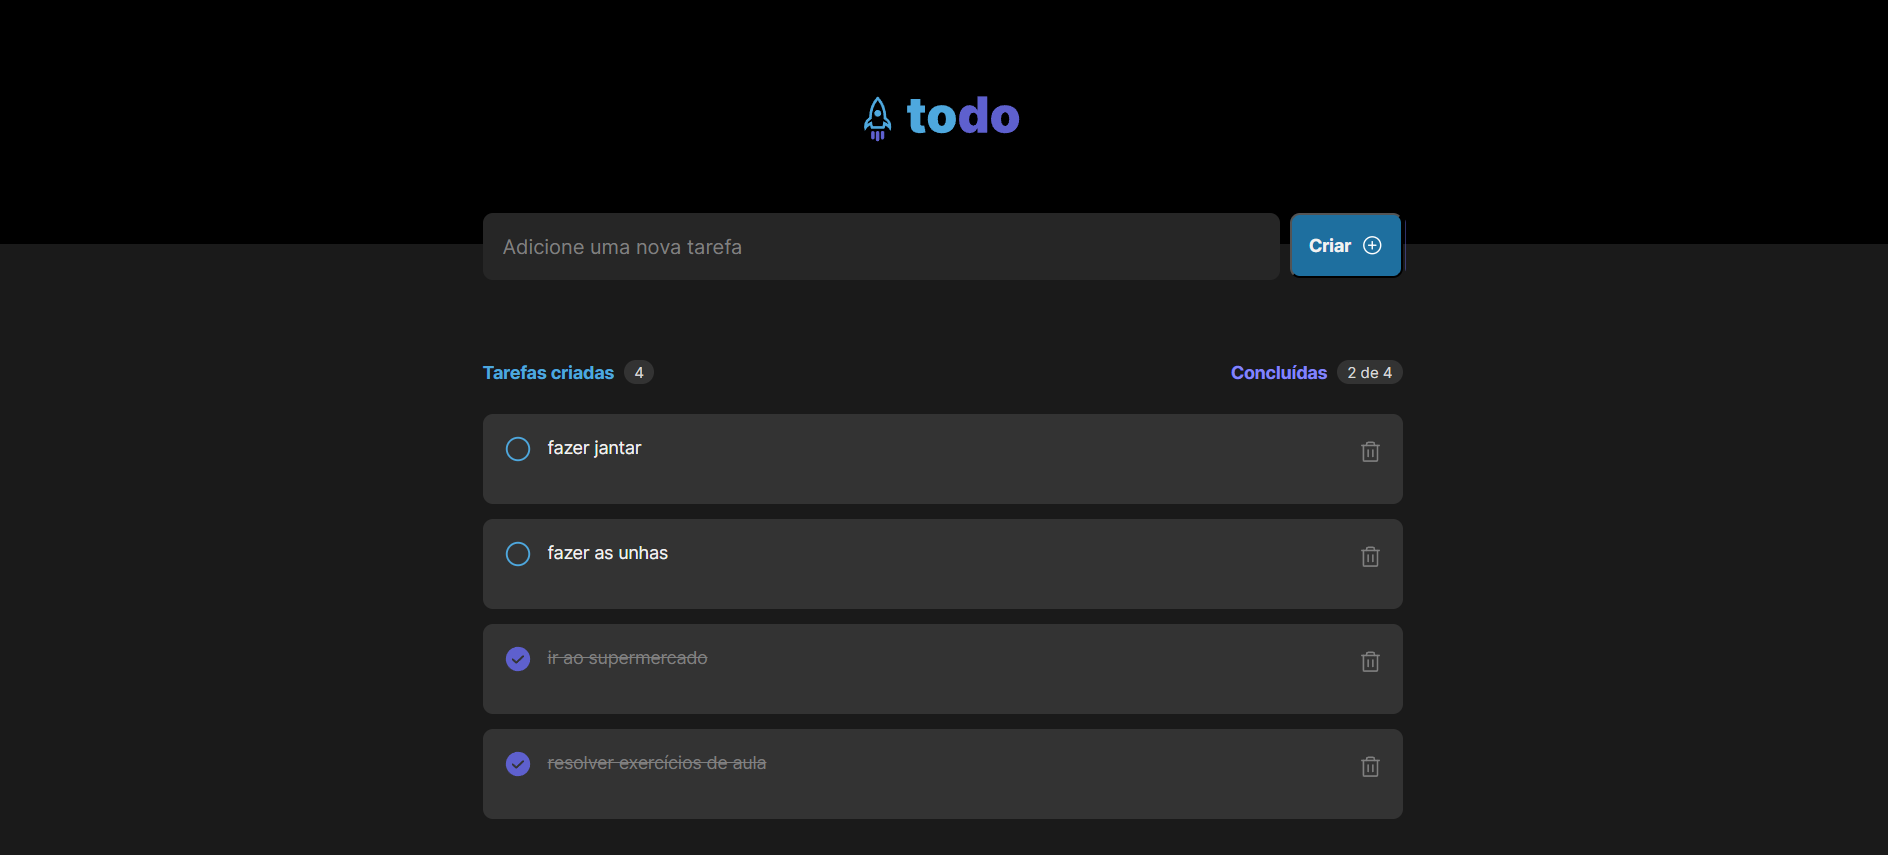 todo
Adicione uma nova tarefa
Criar
Tarefas criadas 4
Concluídas 2 de 4
fazer jantar
fazer as unhas
ir ao supermercado
resolver exercícios de aula